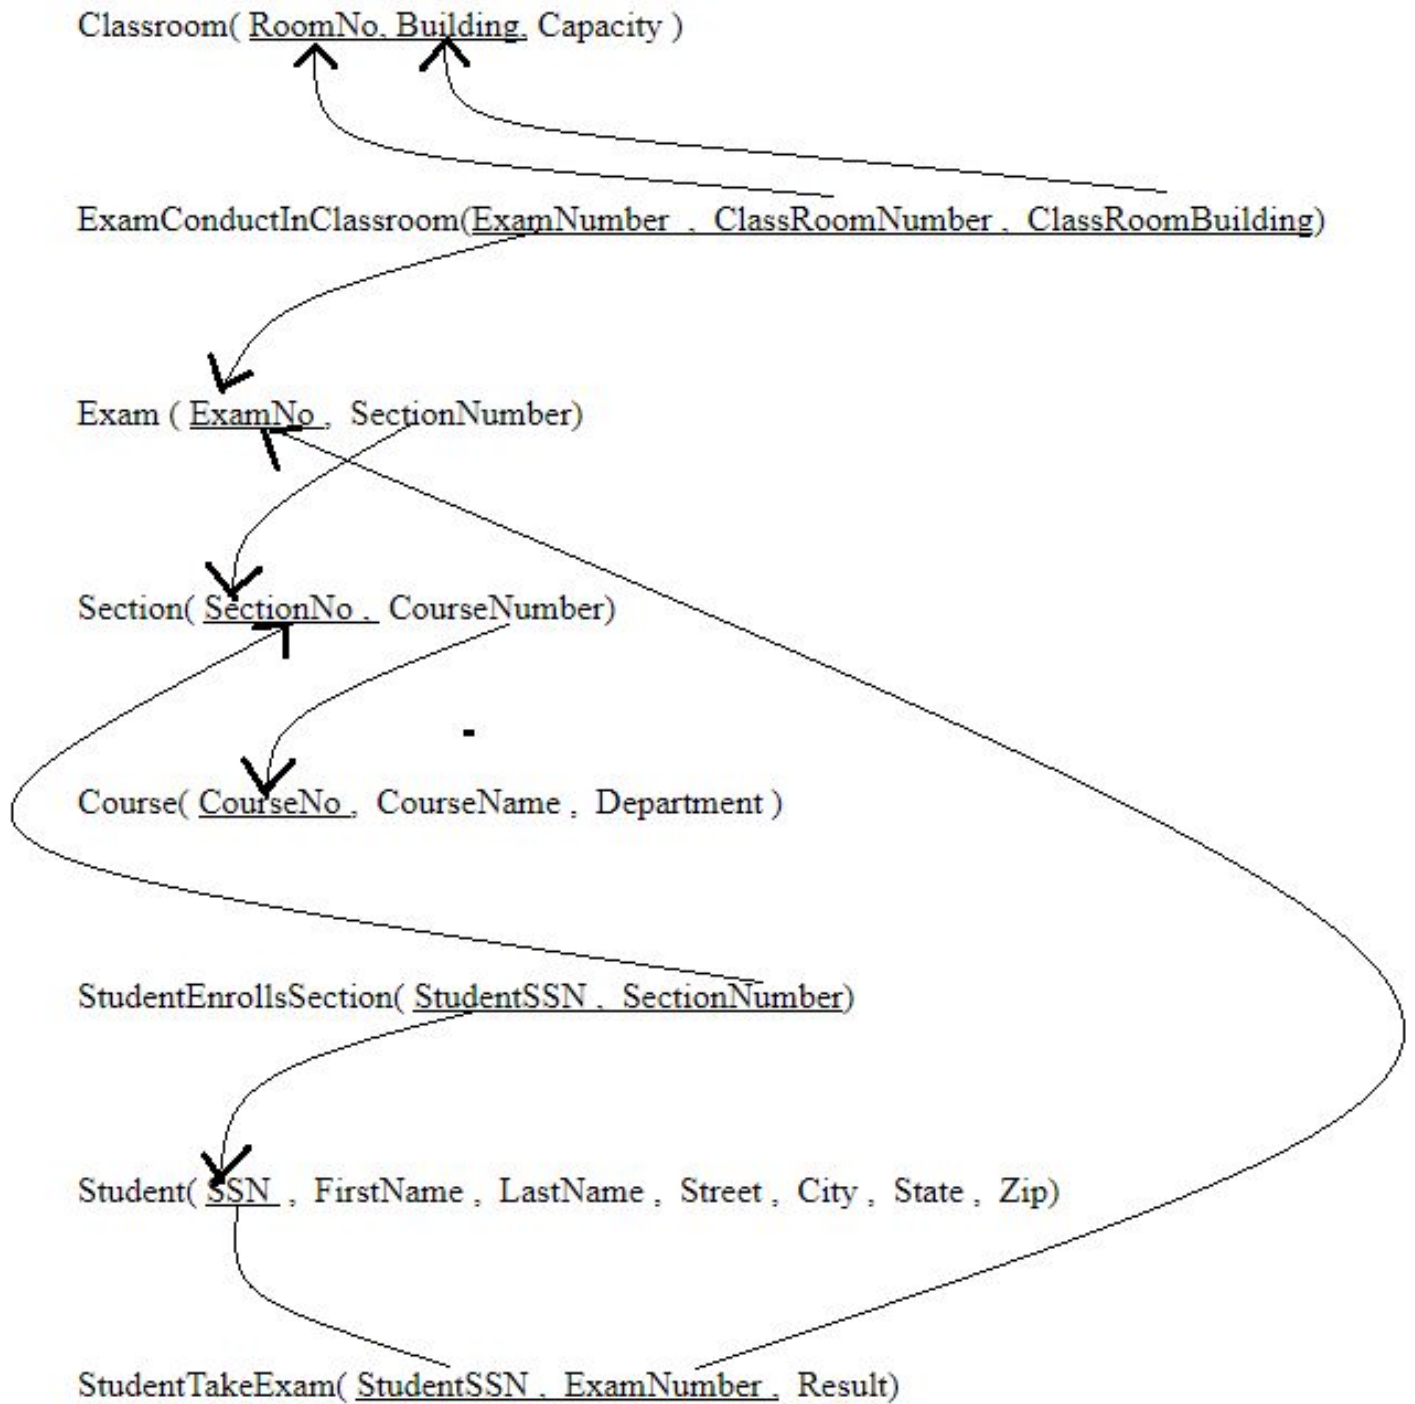 Classroom( RoomNo, Building, Capacity )
ExamConductInClassroom(ExamNumber , ClassRoomNumber , ClassRoomBuilding)
Exam ( ExamNo , SectionNumber)
Section( SectionNo , CourseNumber)
Course( CourseNo , CourseName , Department )
StudentEnrollsSection( StudentSSN , SectionNumber)
Student( SSN , FirstName , LastName , Street , City , State , Zip)
StudentTakeExam( StudentSSN , ExamNumber , Result)